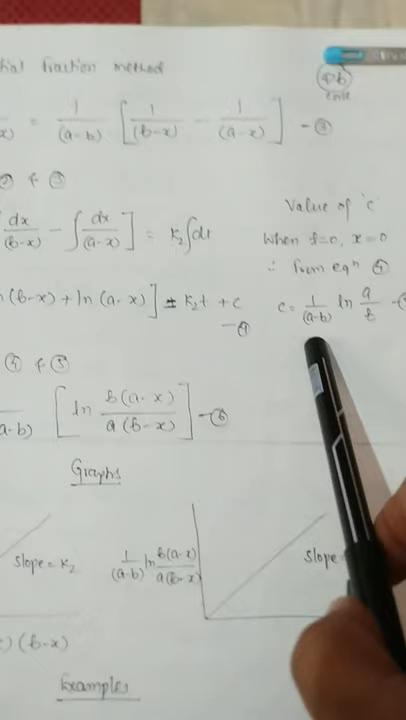 fraction method
= 1/(a-b) [ 1/(b-x) - 1/(a-x) ] - ③
② & ③
dx/(b-x) - ∫ dx/(a-x) ] = k₂∫dt
Value of 'c'
When t=0, x=0
∴ from eqⁿ ④
(b-x) + ln (a-x) ] = k₂t + c
- ④
c = 1/(a-b) ln a/b
④ & ⑤
a-b) [ ln b(a-x)/a(b-x) ] - ⑥
Graphs
Slope = k₂
1/(a-b) ln b(a-x)/a(b-x)
Slope
) (b-x)
Examples